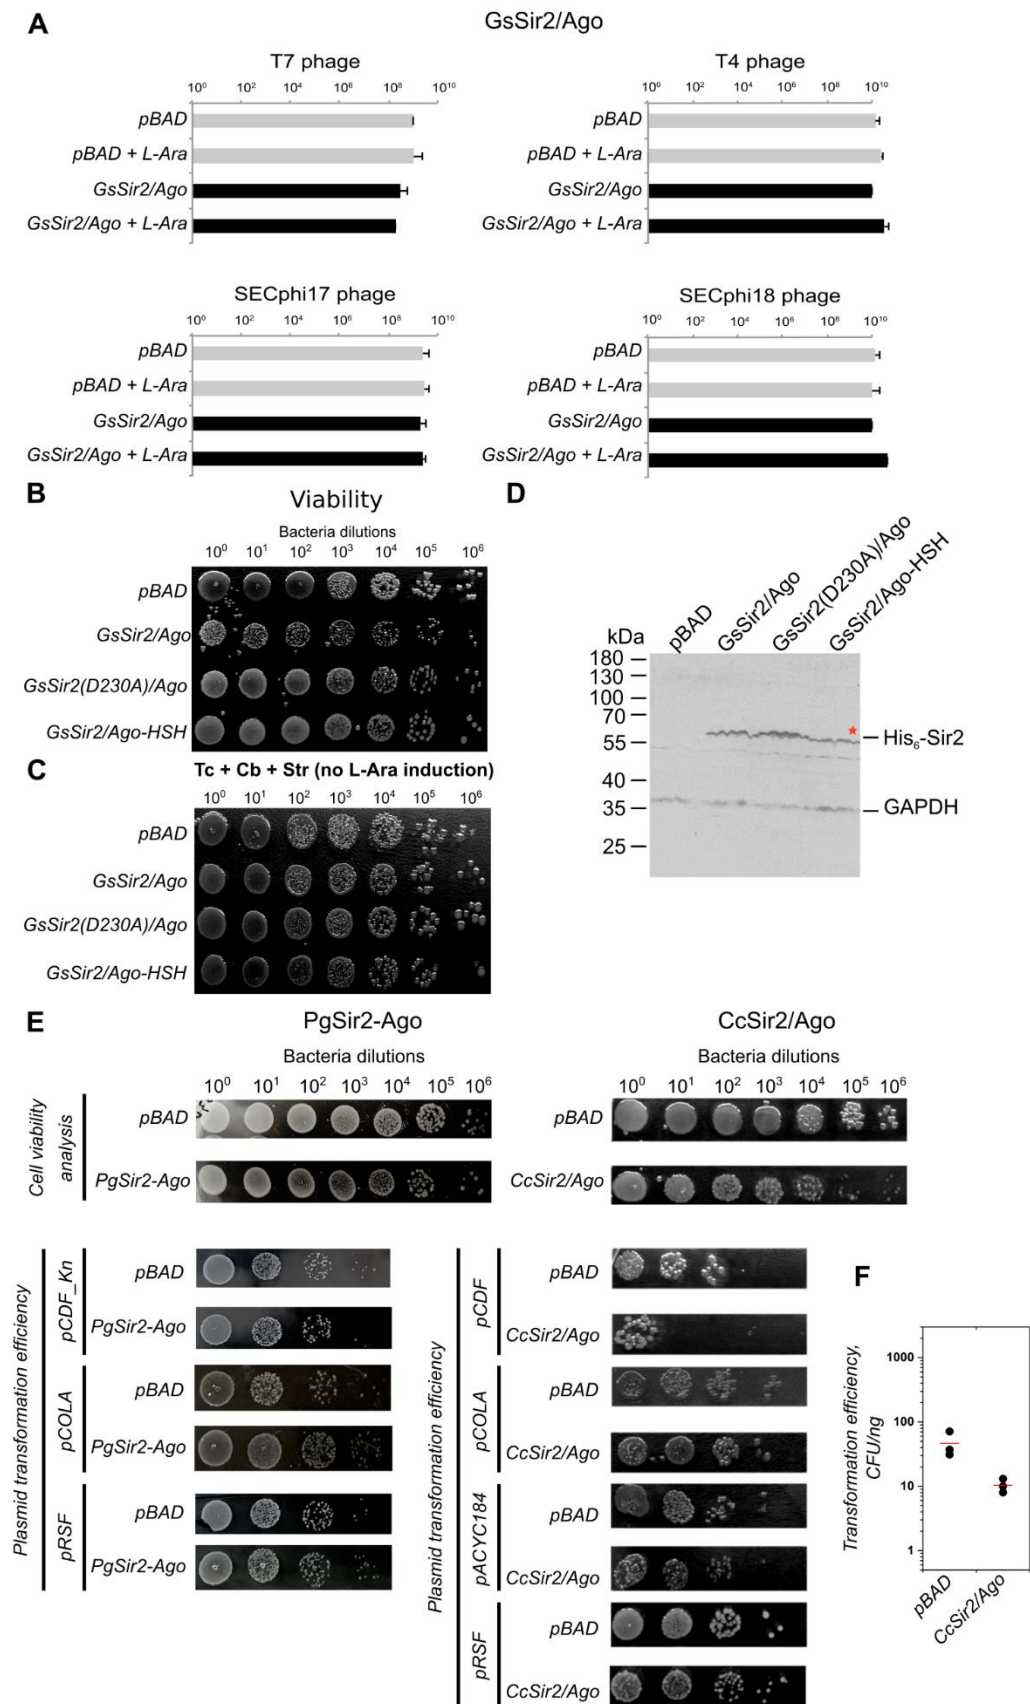 GsSir2/Ago
A
T7 phage
10⁰ 10² 10⁴ 10⁶ 10⁸ 10¹⁰
pBAD
pBAD + L-Ara
GsSir2/Ago
GsSir2/Ago + L-Ara
T4 phage
10⁰ 10² 10⁴ 10⁶ 10⁸ 10¹⁰
pBAD
pBAD + L-Ara
GsSir2/Ago
GsSir2/Ago + L-Ara
SECphi17 phage
10⁰ 10² 10⁴ 10⁶ 10⁸ 10¹⁰
pBAD
pBAD + L-Ara
GsSir2/Ago
GsSir2/Ago + L-Ara
SECphi18 phage
10⁰ 10² 10⁴ 10⁶ 10⁸ 10¹⁰
pBAD
pBAD + L-Ara
GsSir2/Ago
GsSir2/Ago + L-Ara
B
Viability
Bacteria dilutions
10⁰ 10¹ 10² 10³ 10⁴ 10⁵ 10⁶
pBAD
GsSir2/Ago
GsSir2(D230A)/Ago
GsSir2/Ago-HSH
C
Tc + Cb + Str (no L-Ara induction)
10⁰ 10¹ 10² 10³ 10⁴ 10⁵ 10⁶
pBAD
GsSir2/Ago
GsSir2(D230A)/Ago
GsSir2/Ago-HSH
D
pBAD
GsSir2/Ago
GsSir2(D230A)/Ago
GsSir2/Ago-HSH
kDa
180
130
100
70
55
40
35
25
His₆-Sir2
GAPDH
E
PgSir2-Ago
Bacteria dilutions
10⁰ 10¹ 10² 10³ 10⁴ 10⁵ 10⁶
Cell viability
analysis
pBAD
PgSir2-Ago
CcSir2/Ago
Bacteria dilutions
10⁰ 10¹ 10² 10³ 10⁴ 10⁵ 10⁶
pBAD
CcSir2/Ago
Plasmid transformation efficiency
pCDF_Kn
pBAD
PgSir2-Ago
pCOLA
pBAD
PgSir2-Ago
pRSF
pBAD
PgSir2-Ago
Plasmid transformation efficiency
pCDF
pBAD
CcSir2/Ago
pCOLA
pBAD
CcSir2/Ago
pACYC184
pBAD
CcSir2/Ago
pRSF
pBAD
CcSir2/Ago
F
Transformation efficiency,
CFU/ng
1000
100
10
1
pBAD
CcSir2/Ago